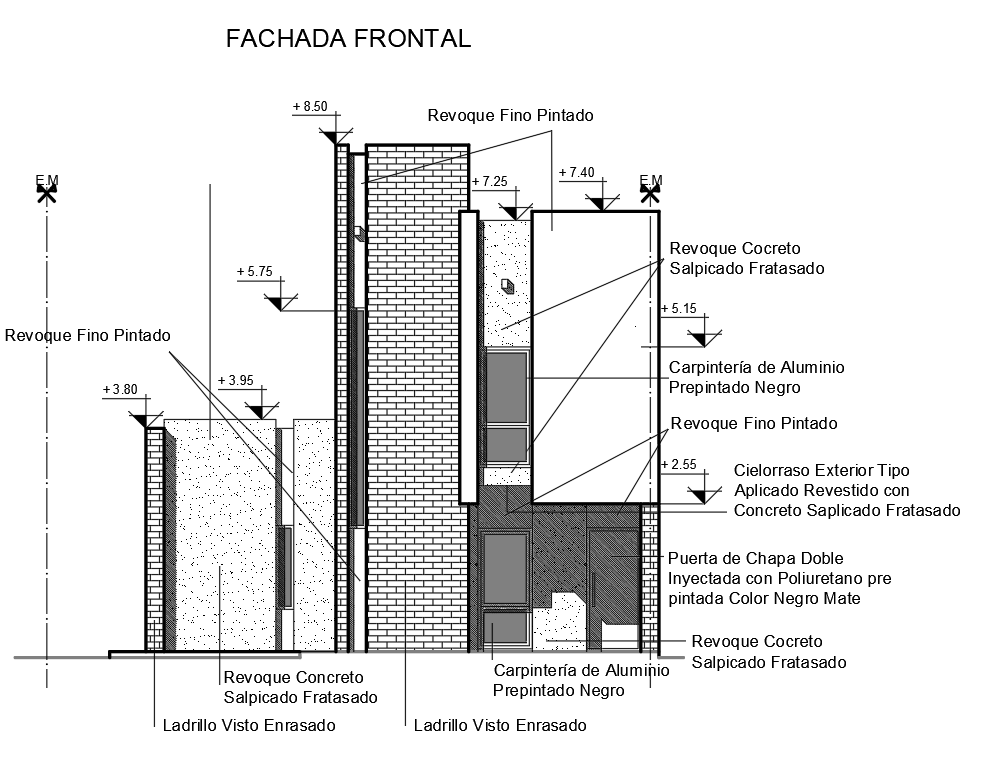 FACHADA FRONTAL
+ 8.50
Revoque Fino Pintado
+ 7.25
+ 7.40
E.M
E.M
Revoque Cocreto
Salpicado Fratasado
+ 5.75
+ 5.15
Revoque Fino Pintado
Carpintería de Aluminio
Prepintado Negro
+ 3.80
+ 3.95
Revoque Fino Pintado
+ 2.55
Cielorraso Exterior Tipo
Aplicado Revestido con
Concreto Saplicado Fratasado
Puerta de Chapa Doble
Inyectada con Poliuretano pre
pintada Color Negro Mate
Revoque Cocreto
Salpicado Fratasado
Revoque Concreto
Salpicado Fratasado
Carpintería de Aluminio
Prepintado Negro
Ladrillo Visto Enrasado
Ladrillo Visto Enrasado